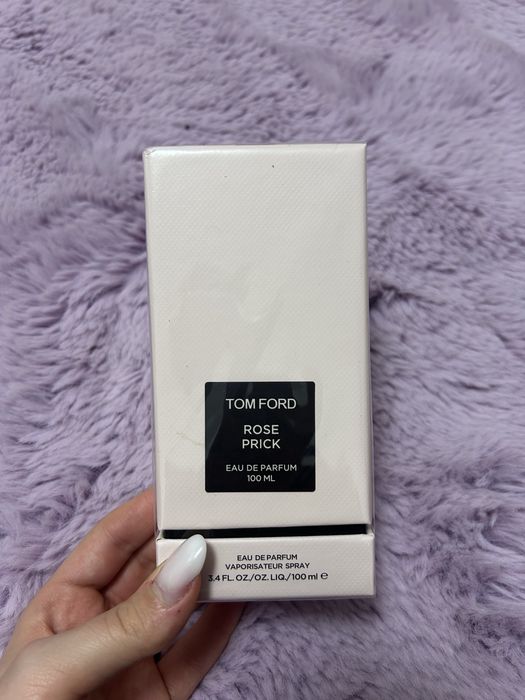 TOM FORD
ROSE
PRICK
EAU DE PARFUM
100 ML
EAU DE PARFUM
VAPORISATEUR SPRAY
3.4 FL. OZ./OZ. LIQ./100 ml ℮